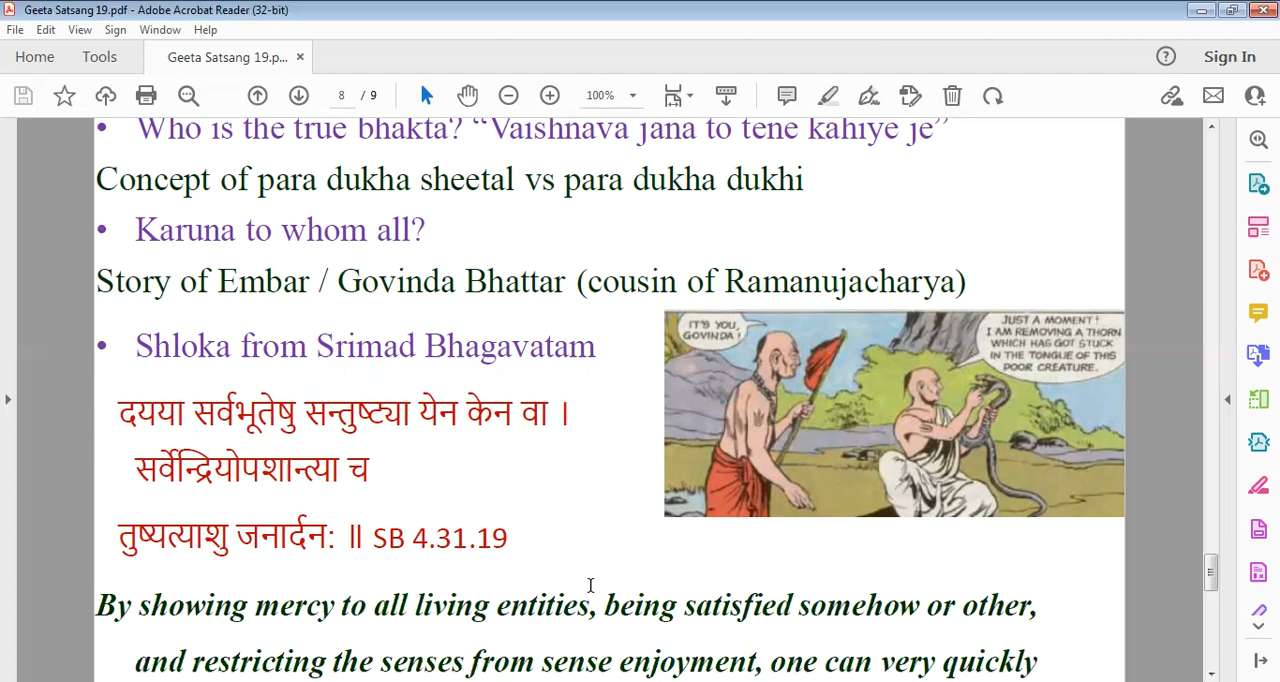 Geeta Satsang 19.pdf - Adobe Acrobat Reader (32-bit)
File Edit View Sign Window Help
Home Tools Geeta Satsang 19.p... × Sign In
8 / 9 100%
• Who is the true bhakta? “Vaishnava jana to tene kahiye je”
Concept of para dukha sheetal vs para dukha dukhi
• Karuna to whom all?
Story of Embar / Govinda Bhattar (cousin of Ramanujacharya)
IT'S YOU,
GOVINDA!
JUST A MOMENT!
I AM REMOVING A THORN
WHICH HAS GOT STUCK
IN THE TONGUE OF THIS
POOR CREATURE.
• Shloka from Srimad Bhagavatam
दयया सर्वभूतेषु सन्तुष्ट्या येन केन वा ।
सर्वेन्द्रियोपशान्त्या च
तुष्यत्याशु जनार्दन: ॥ SB 4.31.19
By showing mercy to all living entities, being satisfied somehow or other,
and restricting the senses from sense enjoyment, one can very quickly